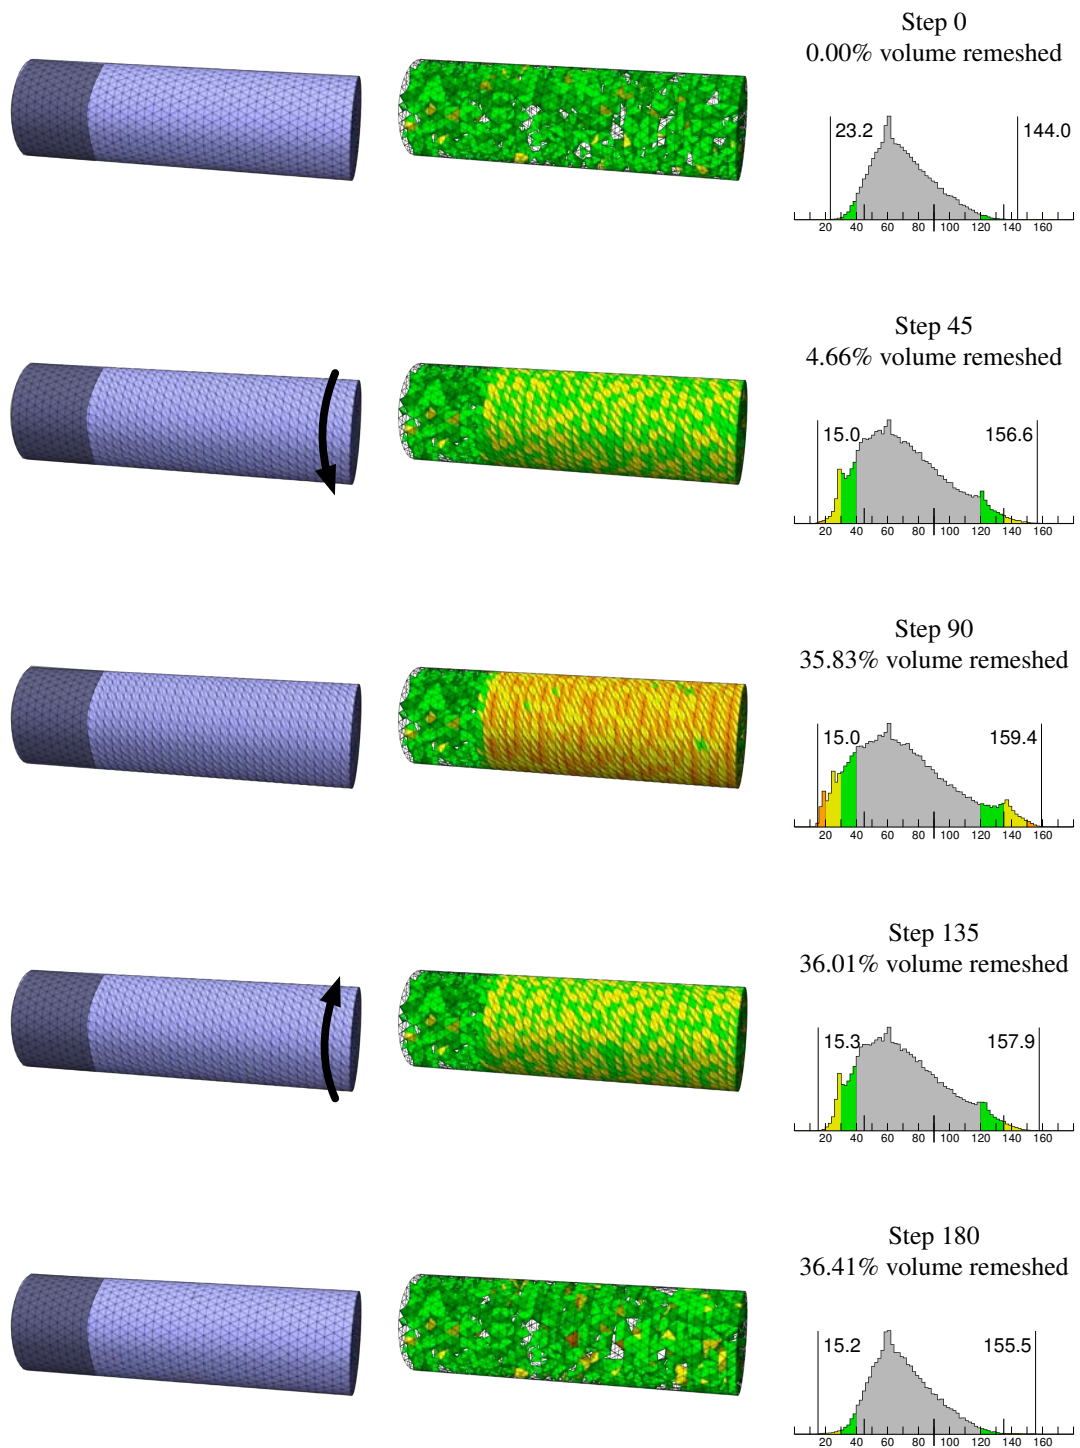 Step 0
0.00% volume remeshed
23.2 144.0
20 40 60 80 100 120 140 160
Step 45
4.66% volume remeshed
15.0 156.6
20 40 60 80 100 120 140 160
Step 90
35.83% volume remeshed
15.0 159.4
20 40 60 80 100 120 140 160
Step 135
36.01% volume remeshed
15.3 157.9
20 40 60 80 100 120 140 160
Step 180
36.41% volume remeshed
15.2 155.5
20 40 60 80 100 120 140 160